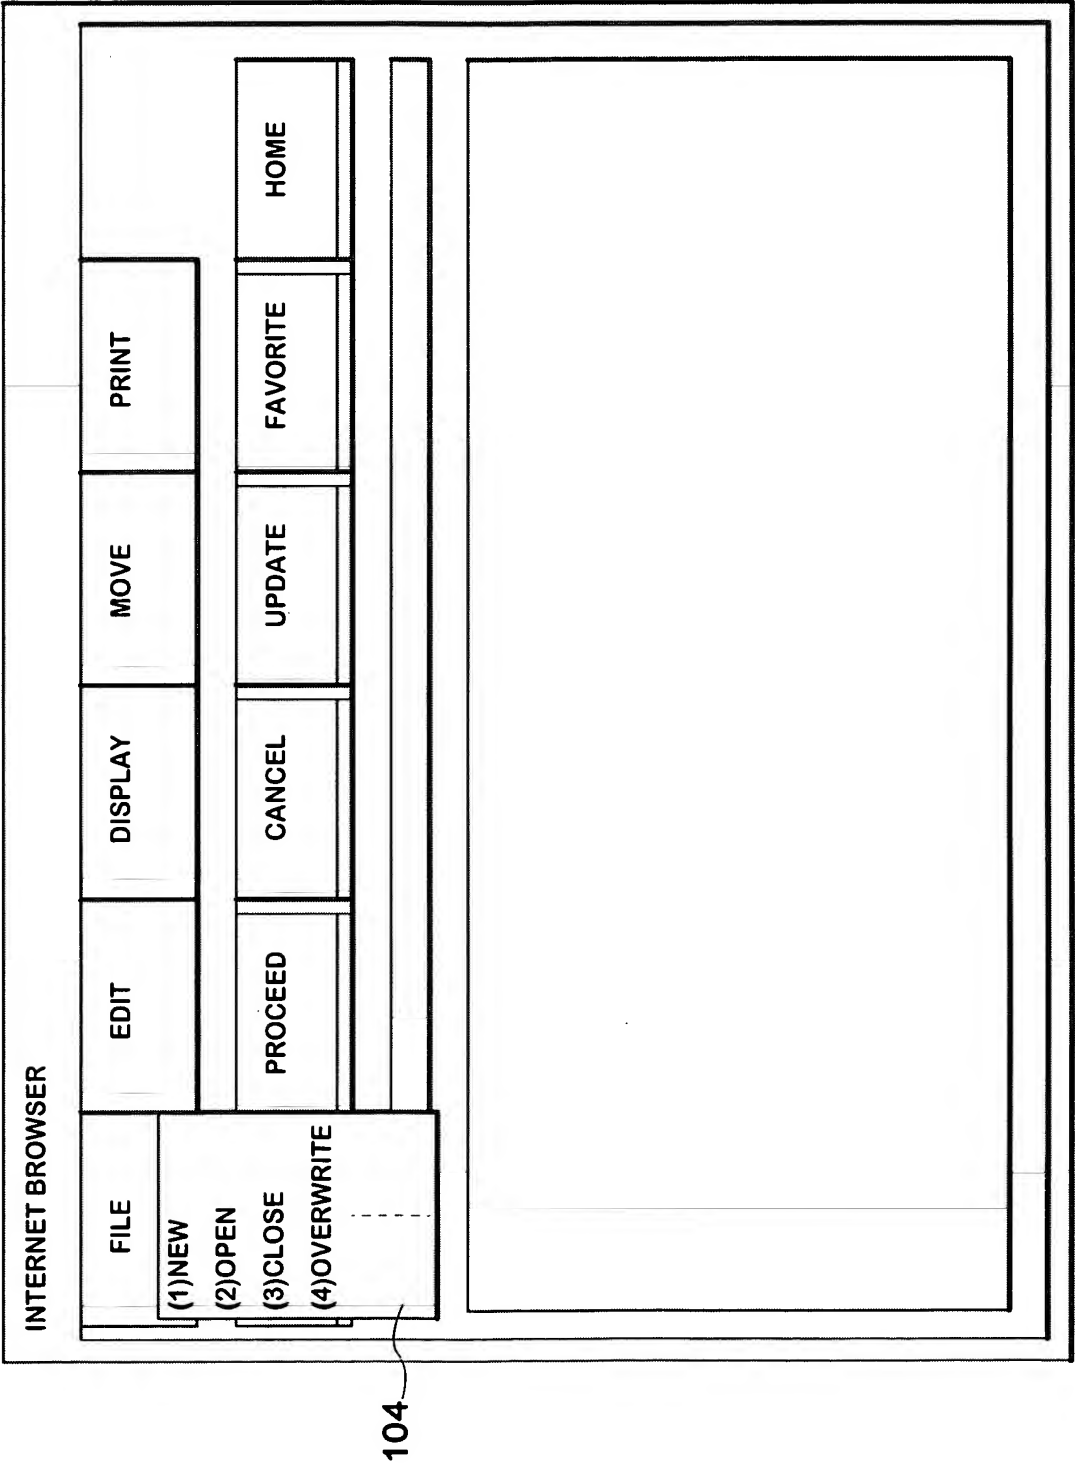 INTERNET BROWSER
FILE EDIT DISPLAY MOVE PRINT
(1)NEW
(2)OPEN
(3)CLOSE
(4)OVERWRITE
PROCEED CANCEL UPDATE FAVORITE HOME
104